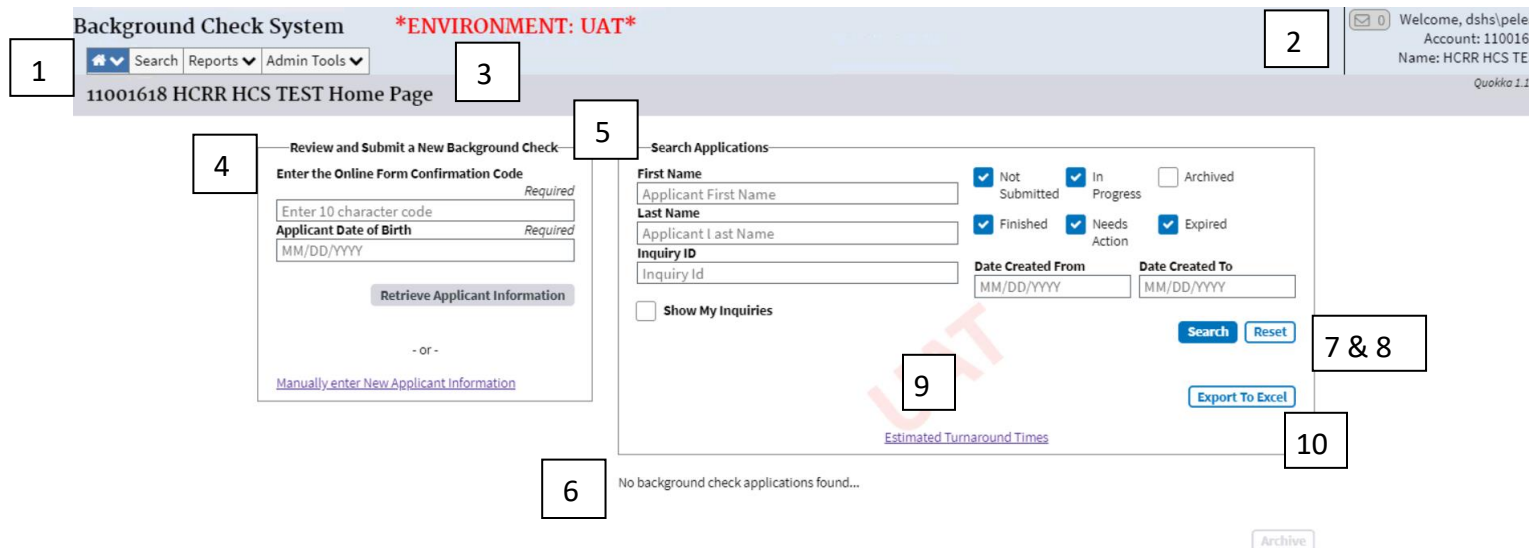 Background Check System *ENVIRONMENT: UAT*
2
0
Welcome, dshs\pele
Account: 110016
Name: HCRR HCS TE
1
Search Reports Admin Tools
3
11001618 HCRR HCS TEST Home Page
Quokka 1.1
4
Review and Submit a New Background Check
Enter the Online Form Confirmation Code
Required
Enter 10 character code
Applicant Date of Birth Required
MM/DD/YYYY
Retrieve Applicant Information
- or -
Manually enter New Applicant Information
5
Search Applications
First Name
Applicant First Name
Last Name
Applicant Last Name
Inquiry ID
Inquiry Id
Show My Inquiries
Not Submitted
In Progress
Archived
Finished
Needs Action
Expired
Date Created From Date Created To
MM/DD/YYYY MM/DD/YYYY
Search Reset
7 & 8
UAT
9
Export To Excel
Estimated Turnaround Times
10
6
No background check applications found...
Archive